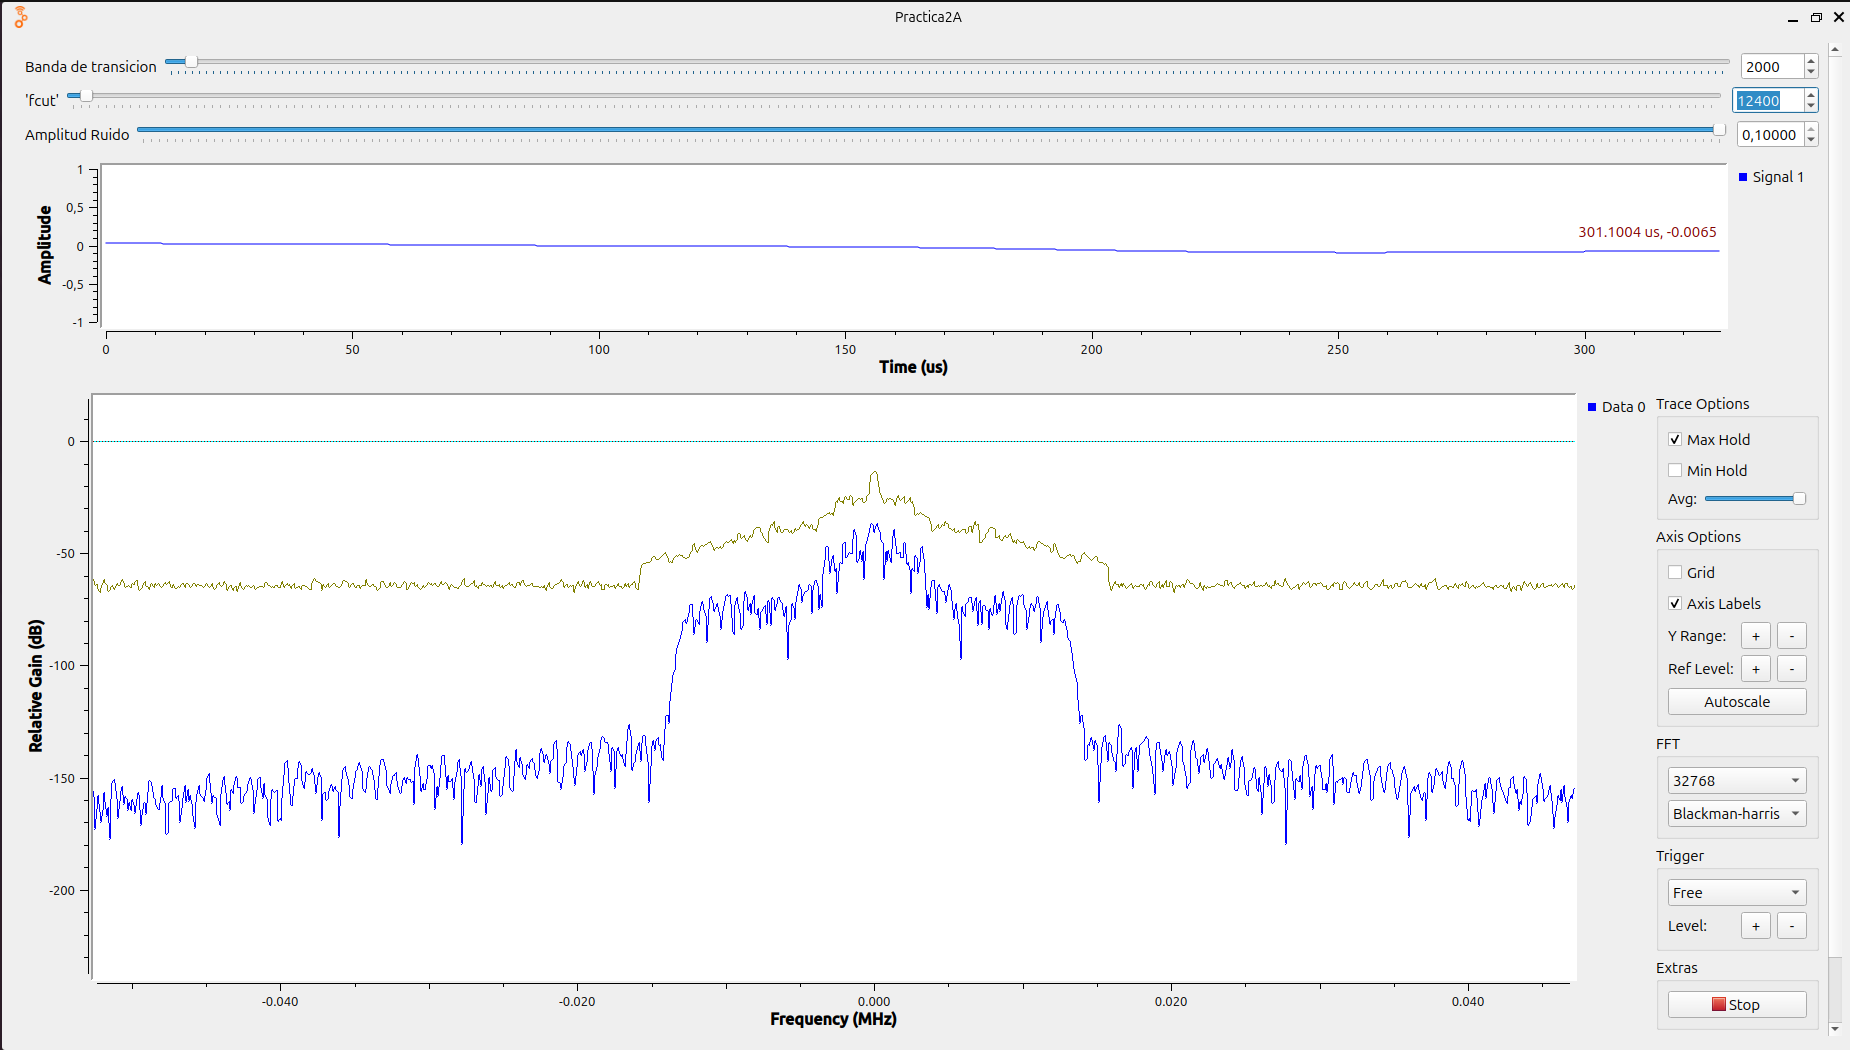 Practica2A
Banda de transicion 2000
'fcut' 12400
Amplitud Ruido 0,10000
Signal 1
1
0,5
0
-0,5
-1
Amplitude
301.1004 us, -0.0065
0 50 100 150 200 250 300
Time (us)
Data 0
0
-50
-100
-150
-200
Relative Gain (dB)
-0.040 -0.020 0.000 0.020 0.040
Frequency (MHz)
Trace Options
Max Hold
Min Hold
Avg:
Axis Options
Grid
Axis Labels
Y Range: + -
Ref Level: + -
Autoscale
FFT
32768
Blackman-harris
Trigger
Free
Level: + -
Extras
Stop